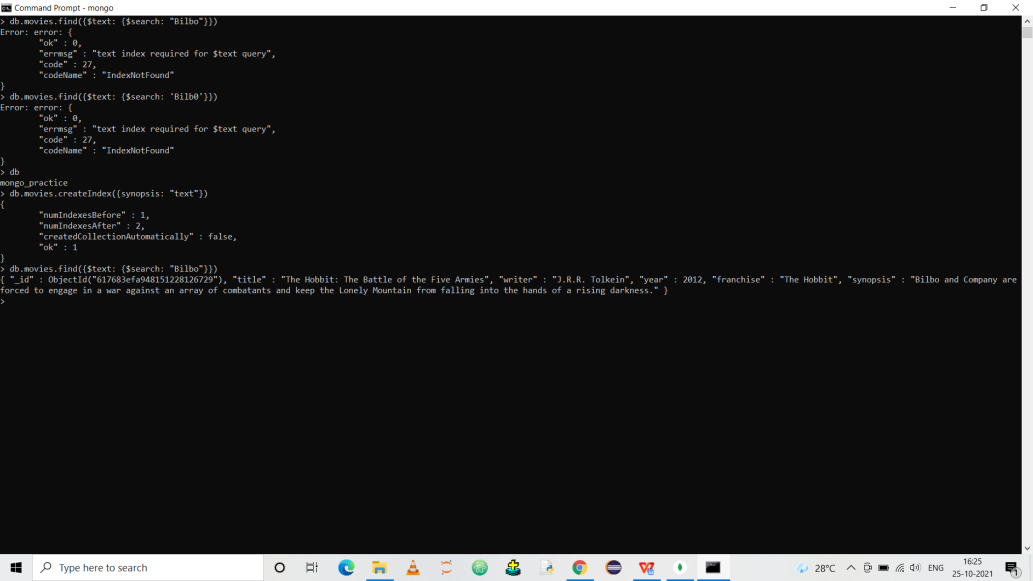 Command Prompt - mongo
> db.movies.find({$text: {$search: "Bilbo"}})
Error: error: {
"ok" : 0,
"errmsg" : "text index required for $text query",
"code" : 27,
"codeName" : "IndexNotFound"
}
> db.movies.find({$text: {$search: 'Bilb0'}})
Error: error: {
"ok" : 0,
"errmsg" : "text index required for $text query",
"code" : 27,
"codeName" : "IndexNotFound"
}
> db
mongo_practice
> db.movies.createIndex({synopsis: "text"})
{
"numIndexesBefore" : 1,
"numIndexesAfter" : 2,
"createdCollectionAutomatically" : false,
"ok" : 1
}
> db.movies.find({$text: {$search: "Bilbo"}})
{ "_id" : ObjectId("617683efa948151228126729"), "title" : "The Hobbit: The Battle of the Five Armies", "writer" : "J.R.R. Tolkein", "year" : 2012, "franchise" : "The Hobbit", "synopsis" : "Bilbo and Company are
forced to engage in a war against an array of combatants and keep the Lonely Mountain from falling into the hands of a rising darkness." }
>
Type here to search
28°C
ENG
16:25
25-10-2021
1